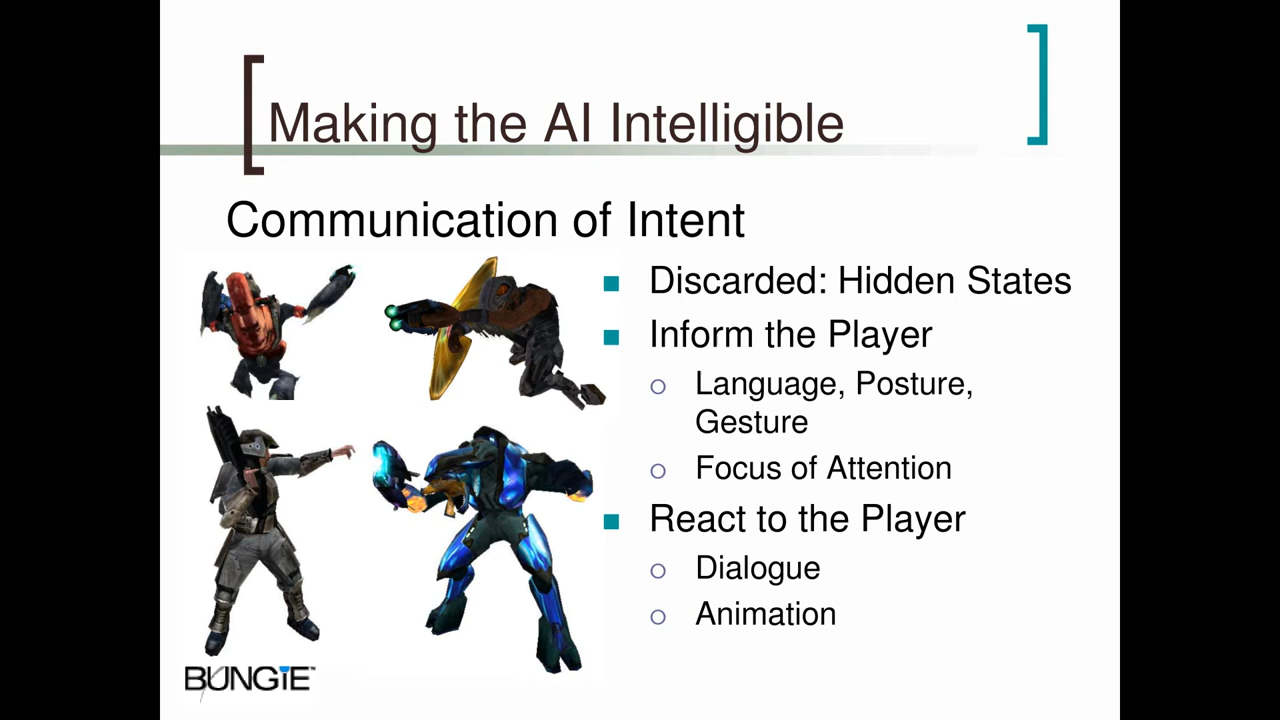 Making the AI Intelligible
Communication of Intent
Discarded: Hidden States
Inform the Player
Language, Posture,
Gesture
Focus of Attention
React to the Player
Dialogue
Animation
BUNGiE™